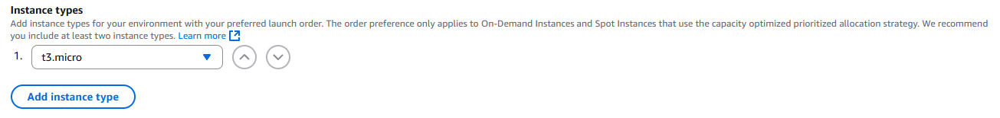 Instance types
Add instance types for your environment with your preferred launch order. The order preference only applies to On-Demand Instances and Spot Instances that use the capacity optimized prioritized allocation strategy. We recommend
you include at least two instance types. Learn more
1. t3.micro
Add instance type